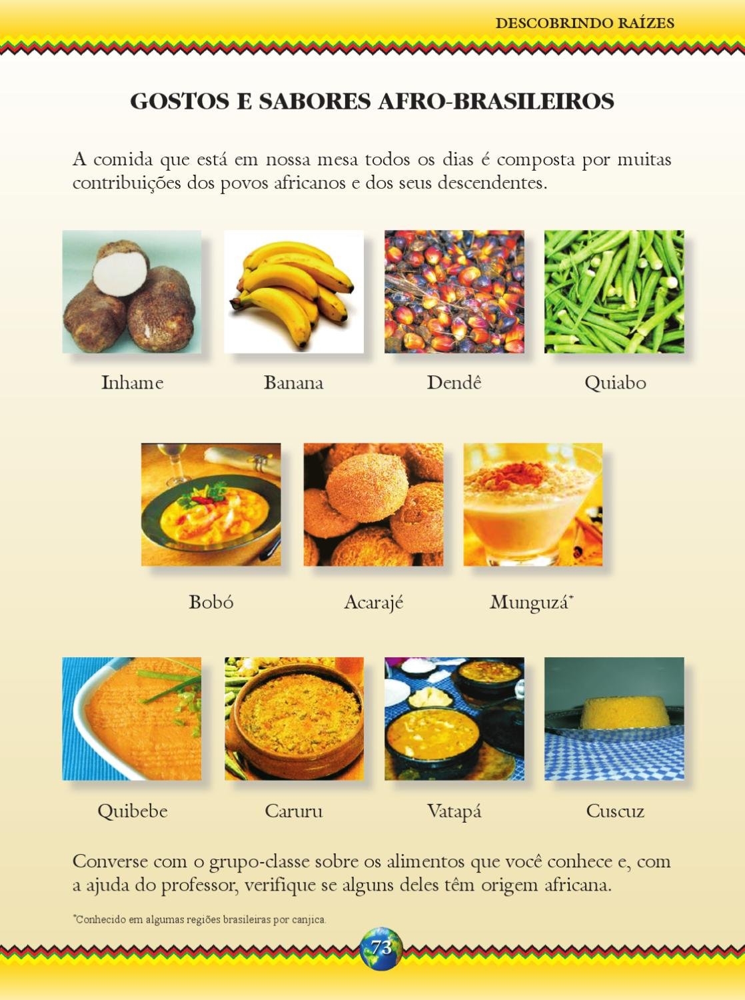 DESCOBRINDO RAÍZES
GOSTOS E SABORES AFRO-BRASILEIROS
A comida que está em nossa mesa todos os dias é composta por muitas
contribuições dos povos africanos e dos seus descendentes.
Inhame Banana Dendê Quiabo
Bobó Acarajé Munguzá*
Quibebe Caruru Vatapá Cuscuz
Converse com o grupo-classe sobre os alimentos que você conhece e, com
a ajuda do professor, verifique se alguns deles têm origem africana.
*Conhecido em algumas regiões brasileiras por canjica.
73